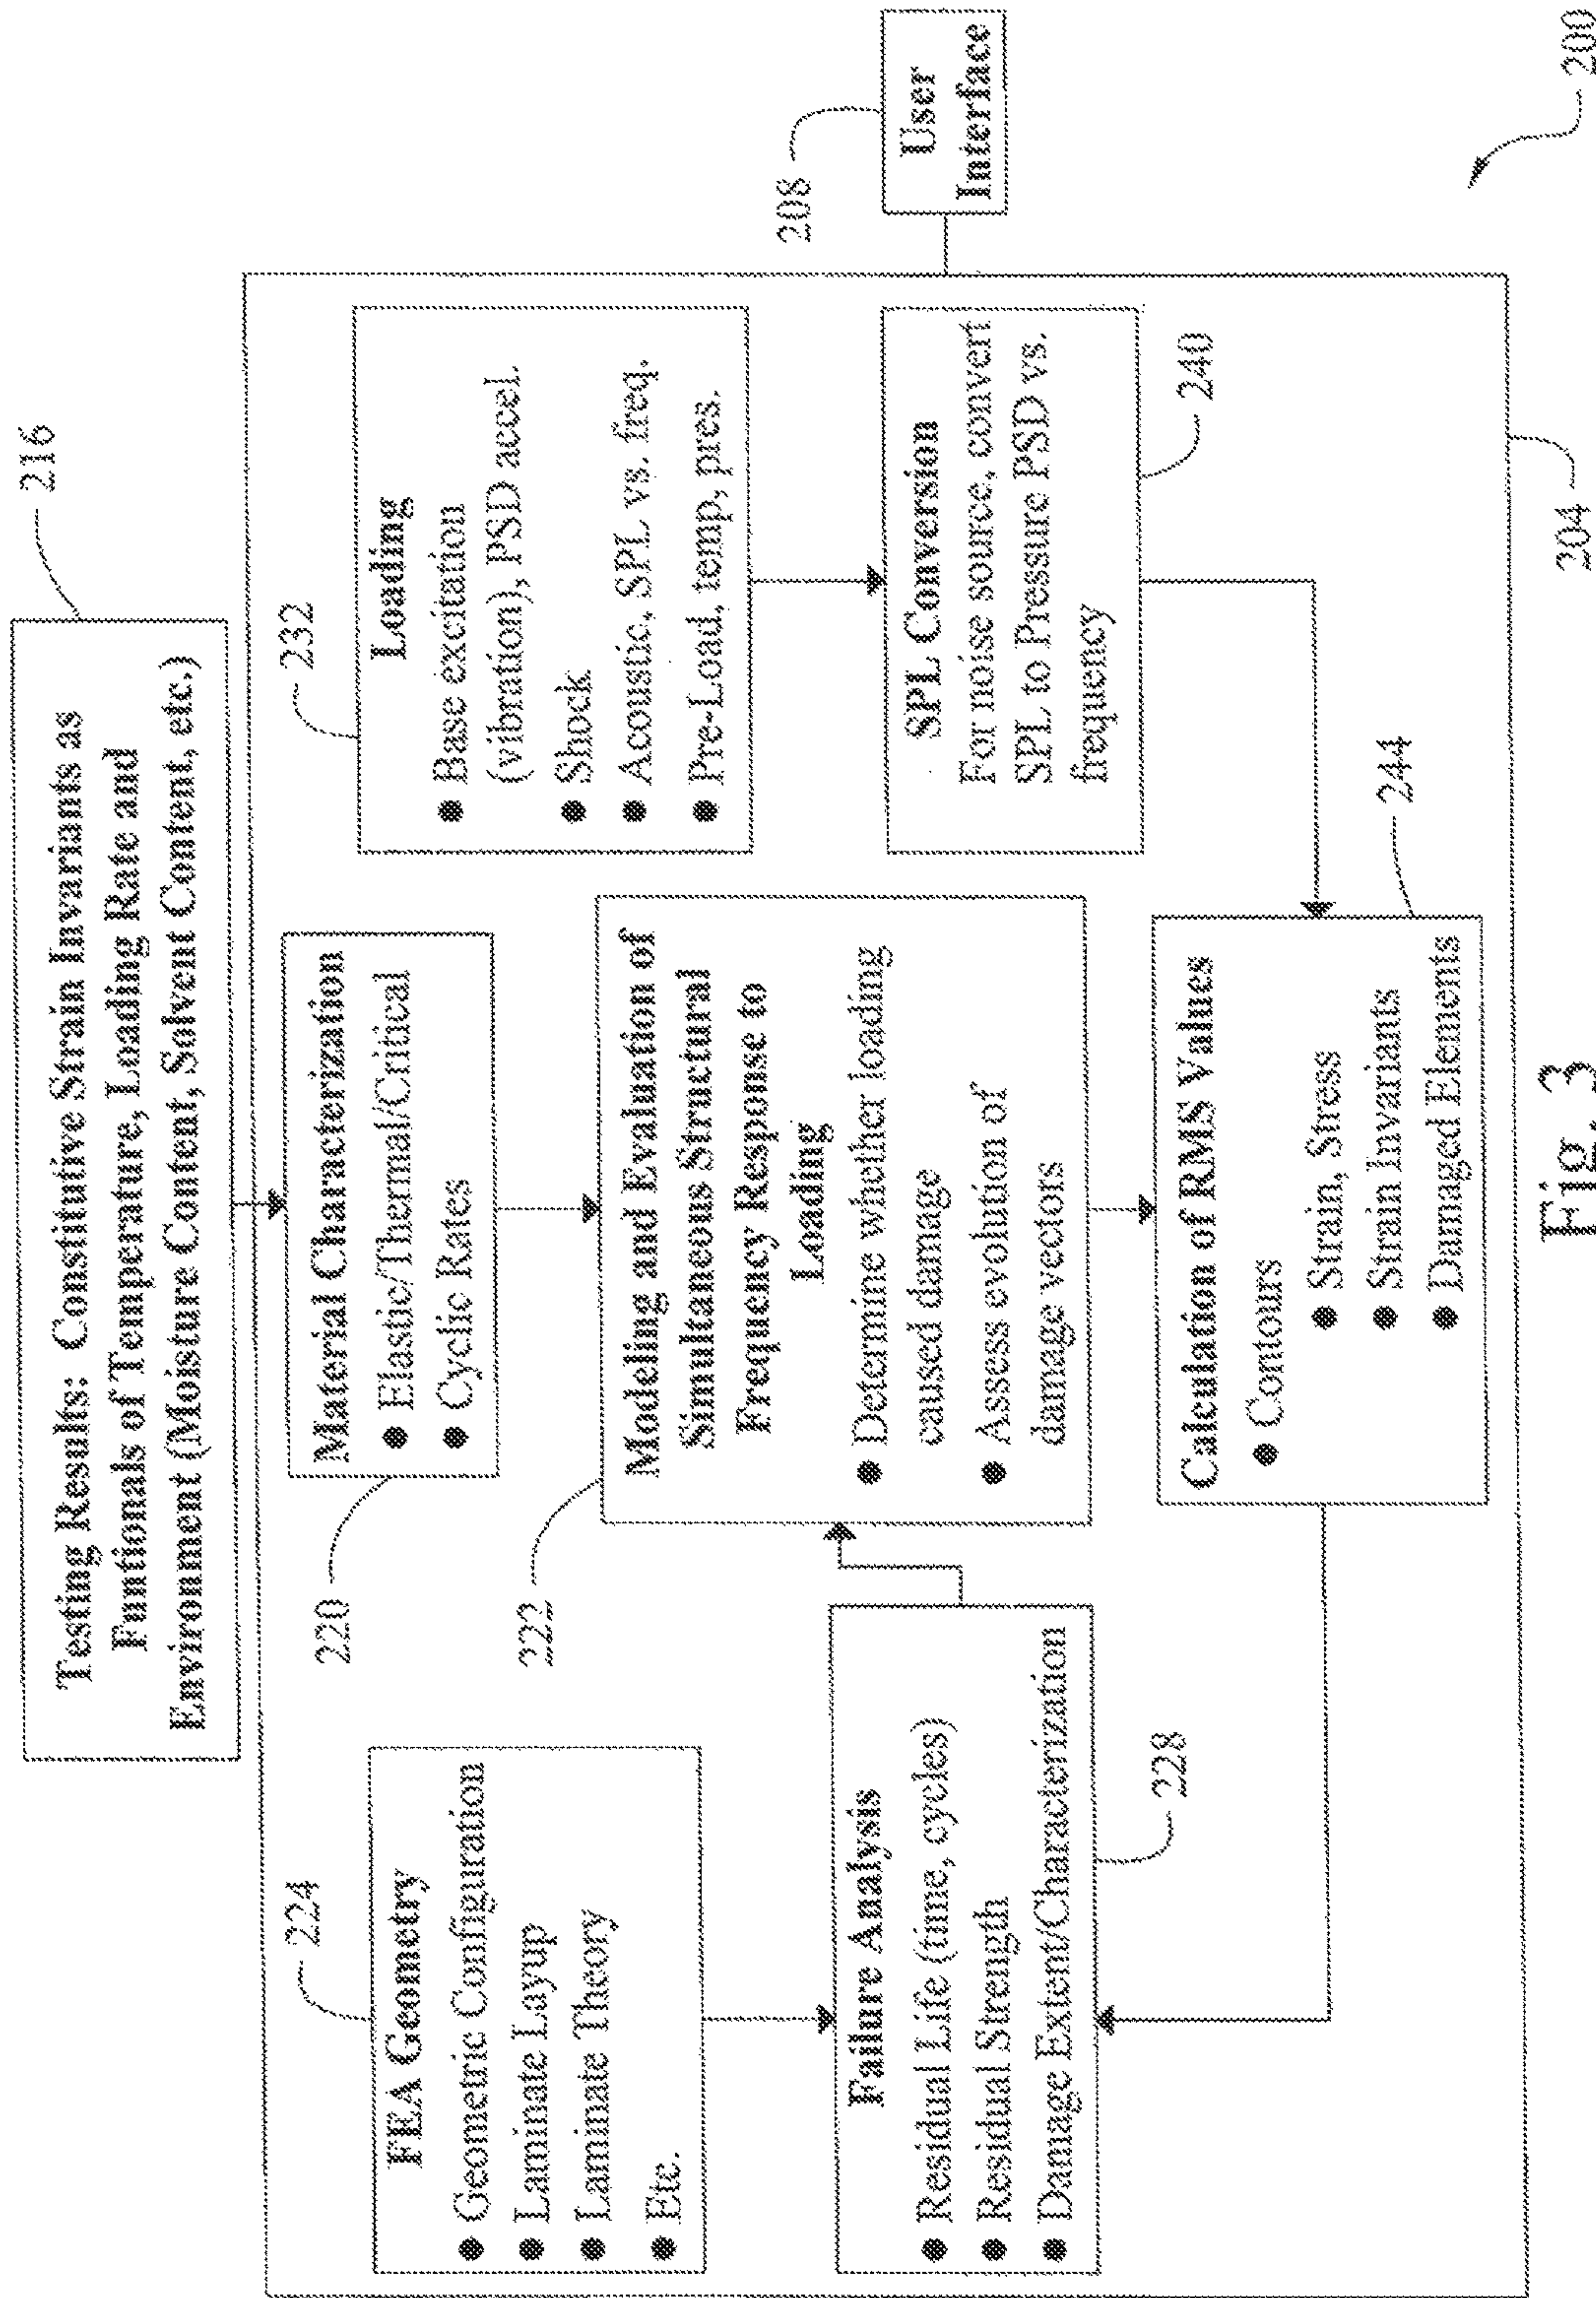 Testing Results: Constitutive Strain Invariants as
Funtionals of Temperature, Loading Rate and
Environment (Moisture Content, Solvent Content, etc.)
216
224
FEA Geometry
● Geometric Configuration
● Laminate Layup
● Laminate Theory
● Etc.
220
Material Characterization
● Elastic/Thermal/Critical
● Cyclic Rates
232
Loading
● Base excitation
(vibration), PSD accel.
● Shock
● Acoustic, SPL vs. freq.
● Pre-Load, temp, pres.
222
Modeling and Evaluation of
Simultaneous Structural
Frequency Response to
Loading
● Determine whether loading
caused damage
● Assess evolution of
damage vectors
208
User
Interface
Failure Analysis
● Residual Life (time, cycles)
● Residual Strength
● Damage Extent/Characterization
228
SPL Conversion
For noise source, convert
SPL to Pressure PSD vs.
frequency
240
Calculation of RMS Values
● Contours
● Strain, Stress
● Strain Invariants
● Damaged Elements
244
204
200
Fig. 3